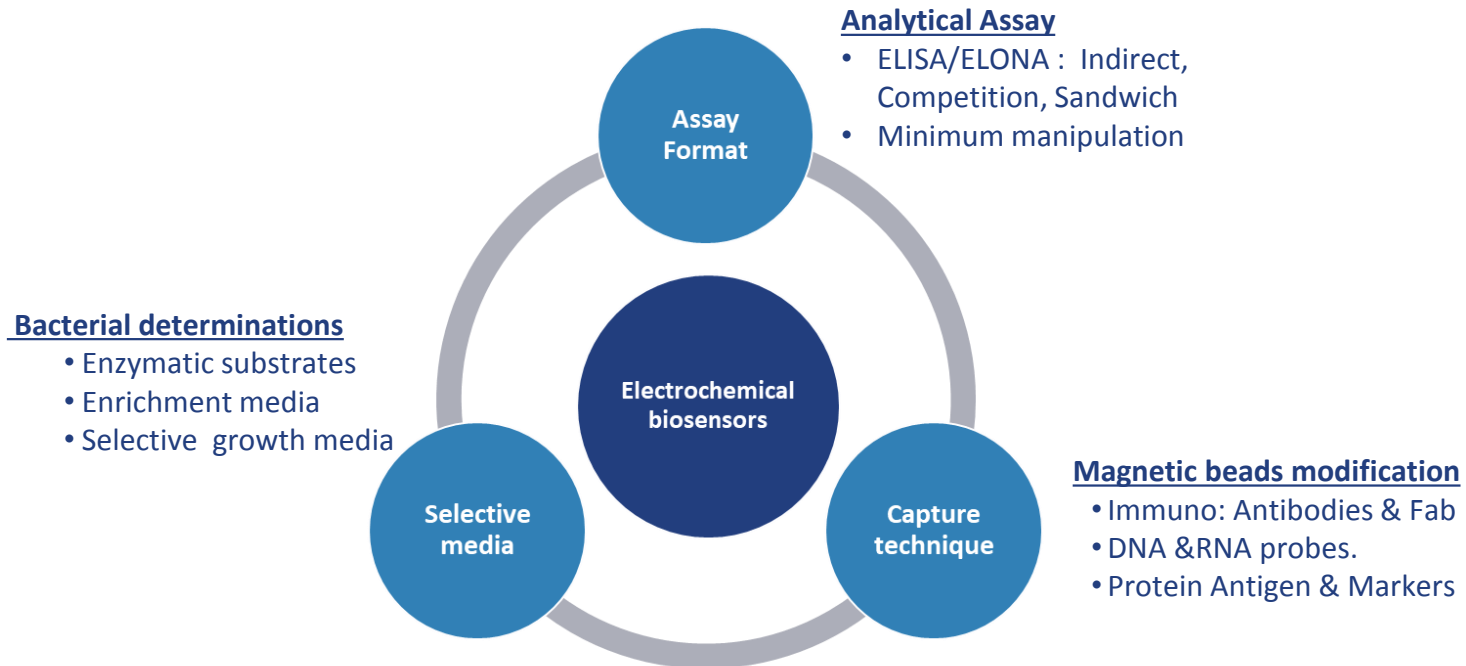 Analytical Assay
• ELISA/ELONA : Indirect,
Competition, Sandwich
• Minimum manipulation
Assay
Format
Bacterial determinations
• Enzymatic substrates
• Enrichment media
• Selective growth media
Electrochemical
biosensors
Selective
media
Capture
technique
Magnetic beads modification
• Immuno: Antibodies & Fab
• DNA &RNA probes.
• Protein Antigen & Markers